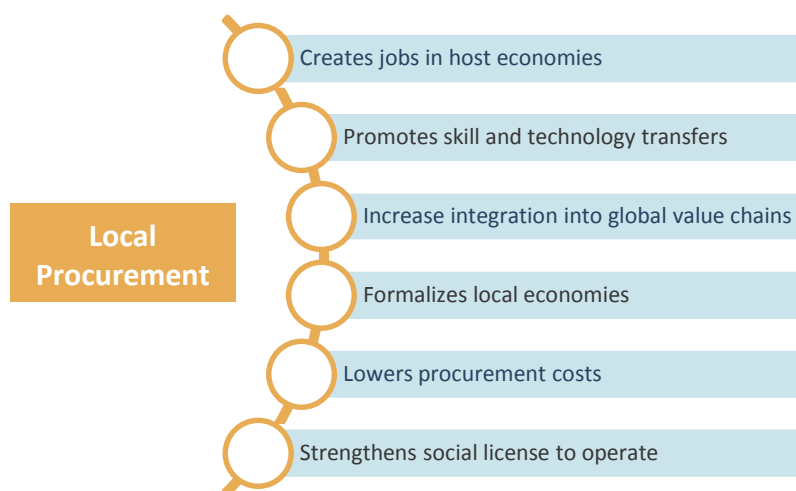 Creates jobs in host economies
Promotes skill and technology transfers
Increase integration into global value chains
Local
Procurement
Formalizes local economies
Lowers procurement costs
Strengthens social license to operate